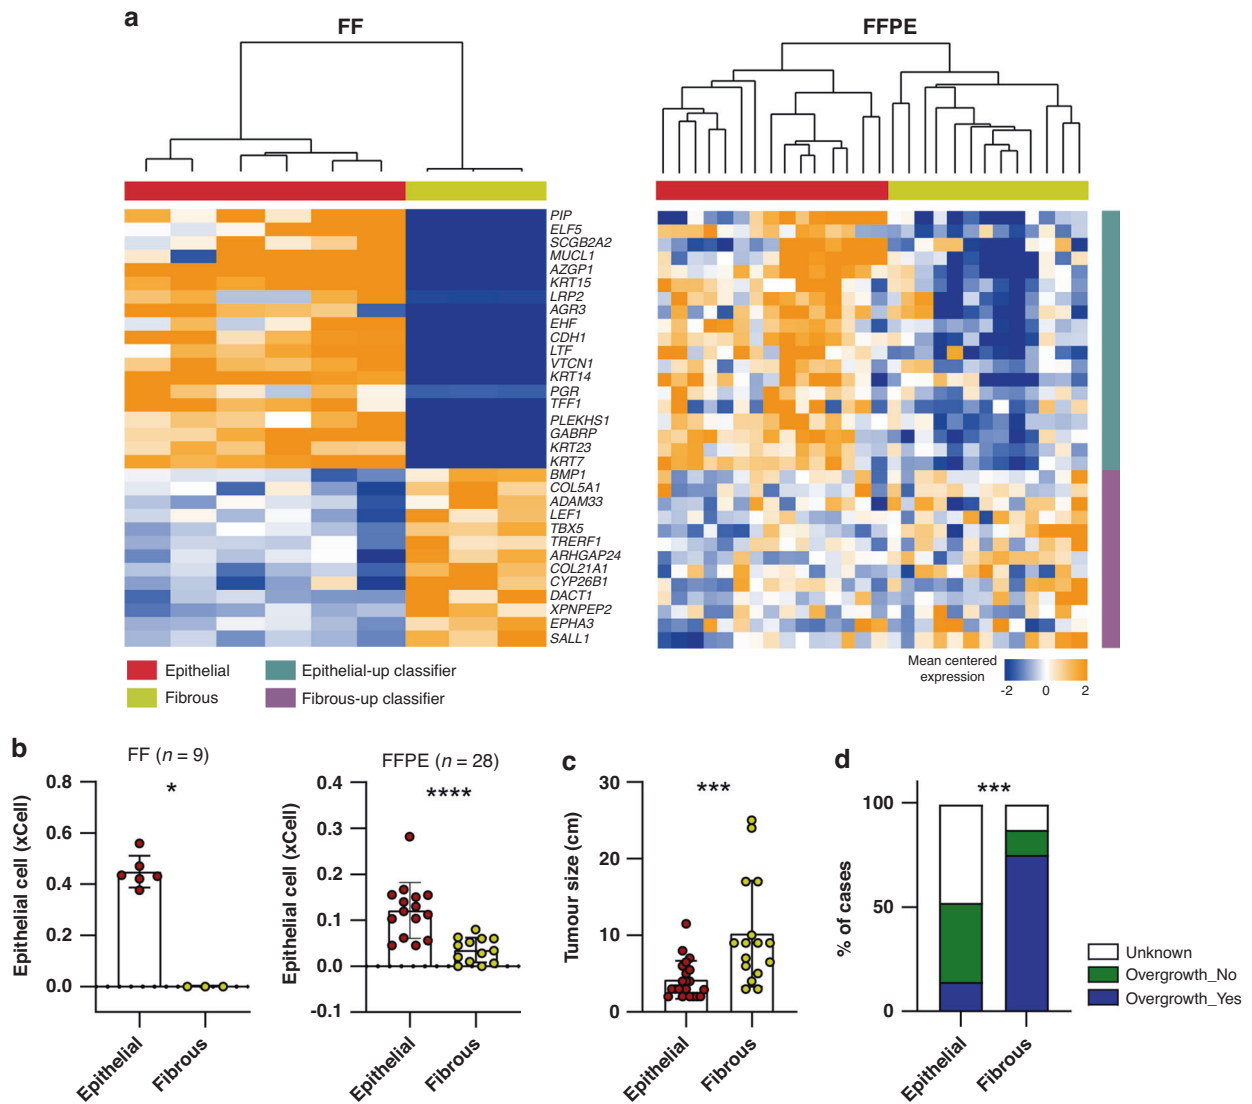 a
FF
FFPE
PIP
ELF5
SCGB2A2
MUCL1
AZGP1
KRT15
LRP2
AGR3
EHF
CDH1
LTF
VTCN1
KRT14
PGR
TFF1
PLEKHS1
GABRP
KRT23
KRT7
BMP1
COL5A1
ADAM33
LEF1
TBX5
TRERF1
ARHGAP24
COL21A1
CYP26B1
DACT1
XPNPEP2
EPHA3
SALL1
Epithelial
Fibrous
Epithelial-up classifier
Fibrous-up classifier
Mean centered
expression
-2 0 2
b
FF (n = 9)
Epithelial cell (xCell)
0.8
0.6
0.4
0.2
0.0
*
Epithelial
Fibrous
FFPE (n = 28)
Epithelial cell (xCell)
0.4
0.3
0.2
0.1
0.0
-0.1
****
Epithelial
Fibrous
c
Tumour size (cm)
30
20
10
0
***
Epithelial
Fibrous
d
% of cases
100
50
0
***
Epithelial
Fibrous
Unknown
Overgrowth_No
Overgrowth_Yes